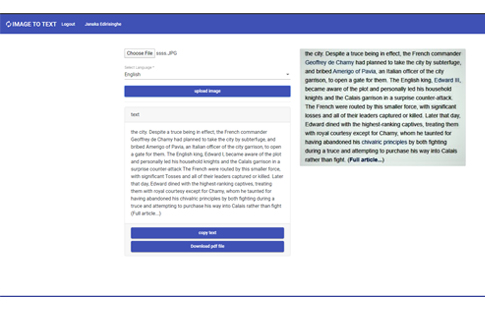 IMAGE TO TEXT Logout Janaka Edirisinghe
Choose File ssss.JPG
Select Language *
English
upload image
text
the city. Despite a truce being in effect, the French commander
Geoffrey de Charny had planned to take the city by subterfuge, and
bribed Amerigo of Pavia, an Italian officer of the city garrison, to open
a gate for them. The English king, Edward I, became aware of the plot
and personally led his household knights and the Calais garrison in a
surprise counter-attack The French were routed by this smaller force,
with significant Tosses and all of their leaders captured or killed. Later
that day, Edward dined with the highest-ranking captives, treating
them with royal courtesy except for Charny, whom he taunted for
having abandoned his chivatric principles by both fighting during a
truce and attempting to purchase his way into Calais rather than fight
(Full article...)
copy text
Download pdf file
the city. Despite a truce being in effect, the French commander
Geoffrey de Charny had planned to take the city by subterfuge,
and bribed Amerigo of Pavia, an Italian officer of the city
garrison, to open a gate for them. The English king, Edward III,
became aware of the plot and personally led his household
knights and the Calais garrison in a surprise counter-attack.
The French were routed by this smaller force, with significant
losses and all of their leaders captured or killed. Later that day,
Edward dined with the highest-ranking captives, treating them
with royal courtesy except for Charny, whom he taunted for
having abandoned his chivalric principles by both fighting
during a truce and attempting to purchase his way into Calais
rather than fight. (Full article...)